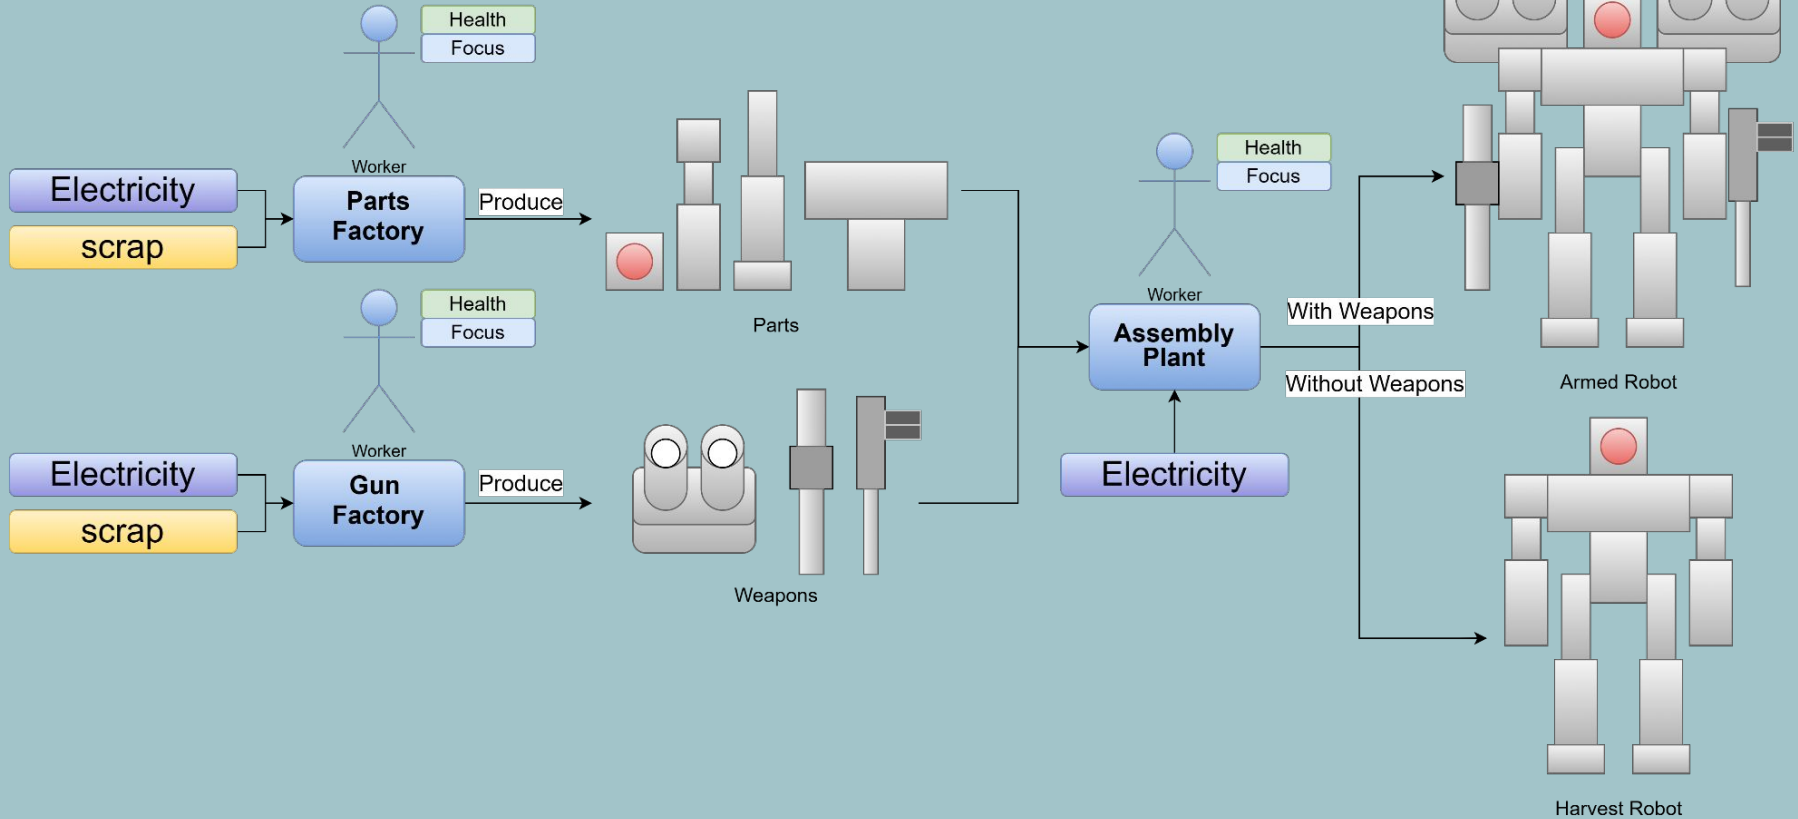 Health
Focus
Worker
Electricity
scrap
Parts
Factory
Produce
Parts
Health
Focus
Worker
Electricity
scrap
Gun
Factory
Produce
Weapons
Health
Focus
Worker
Assembly
Plant
Electricity
With Weapons
Without Weapons
Armed Robot
Harvest Robot